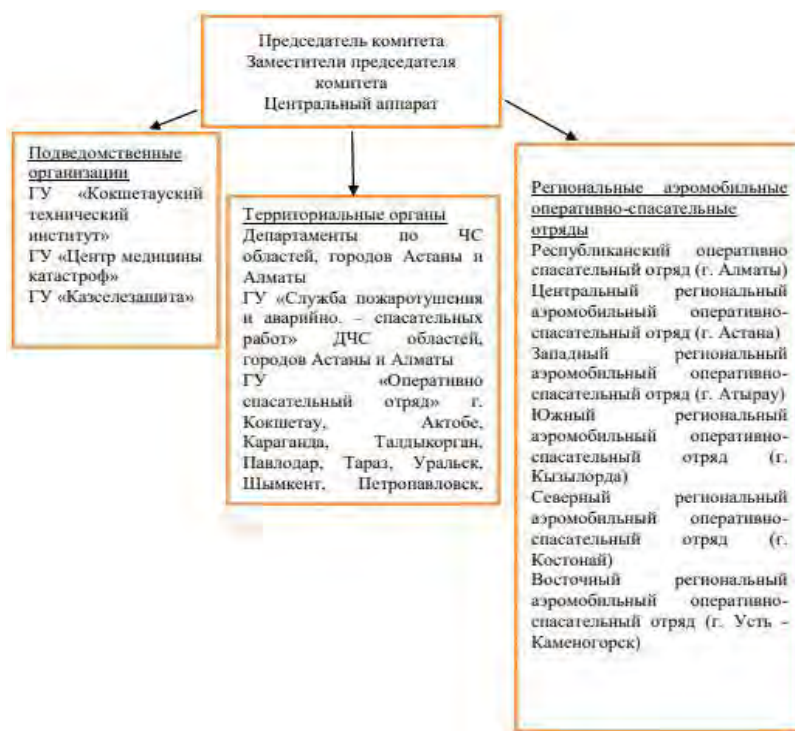 Председатель комитета
Заместители председателя
комитета
Центральный аппарат
Подведомственные
организации
ГУ «Кокшетауский
технический
институт»
ГУ «Центр медицины
катастроф»
ГУ «Казселезащита»
Территориальные органы
Департаменты по ЧС
областей, городов Астаны и
Алматы
ГУ «Служба пожаротушения
и аварийно. – спасательных
работ» ДЧС областей,
городов Астаны и Алматы
ГУ «Оперативно
спасательный отряд» г.
Кокшетау, Актобе,
Караганда, Талдыкорган,
Павлодар, Тараз, Уральск,
Шымкент, Петропавловск,
Региональные аэромобильные
оперативно-спасательные
отряды
Республиканский оперативно
спасательный отряд (г. Алматы)
Центральный региональный
аэромобильный оперативно-
спасательный отряд (г. Астана)
Западный региональный
аэромобильный оперативно-
спасательный отряд (г. Атырау)
Южный региональный
аэромобильный оперативно-
спасательный отряд (г.
Кызылорда)
Северный региональный
аэромобильный оперативно-
спасательный отряд (г.
Костонай)
Восточный региональный
аэромобильный оперативно-
спасательный отряд (г. Усть –
Каменогорск)